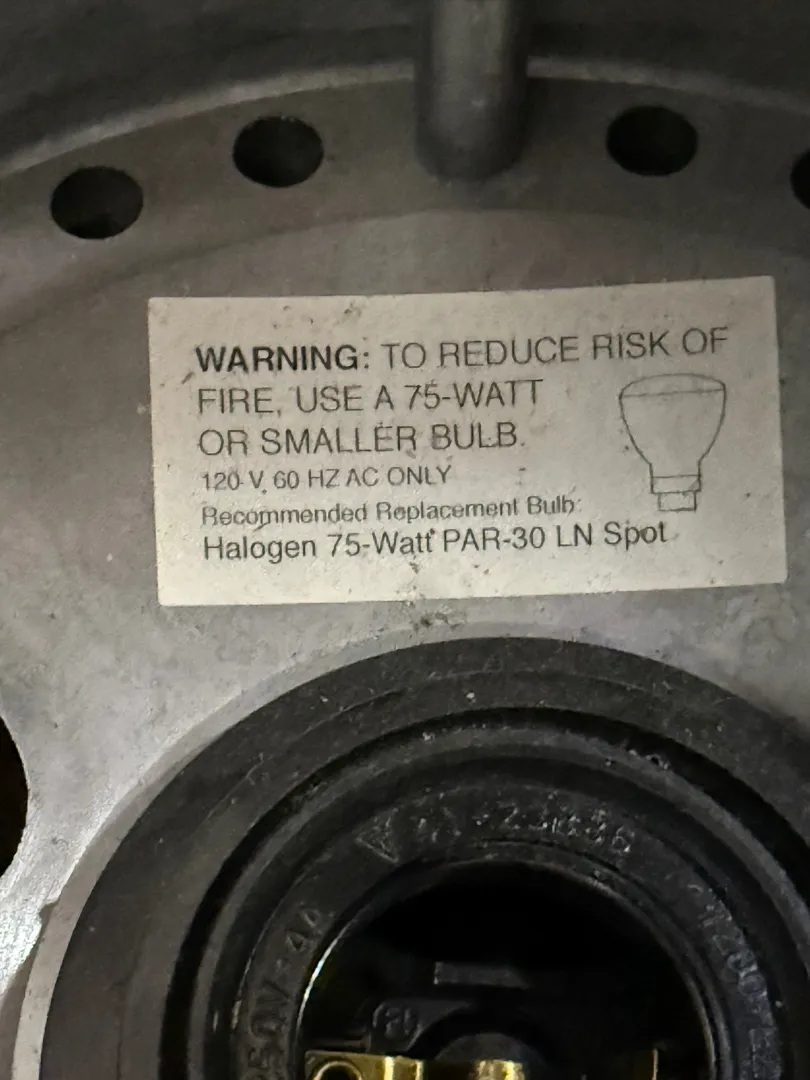 WARNING: TO REDUCE RISK OF
FIRE, USE A 75-WATT
OR SMALLER BULB.
120 V, 60 HZ AC ONLY
Recommended Replacement Bulb:
Halogen 75-Watt PAR-30 LN Spot